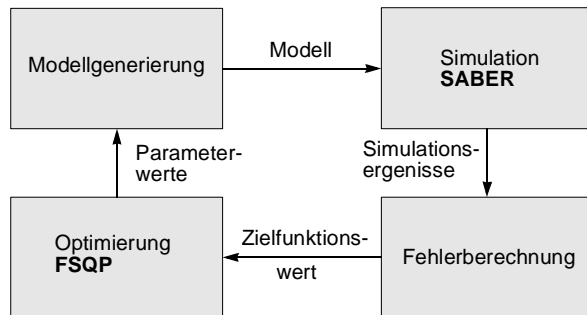 Modellgenerierung
Modell
Simulation
SABER
Parameter-
werte
Simulations-
ergenisse
Optimierung
FSQP
Zielfunktions-
wert
Fehlerberechnung